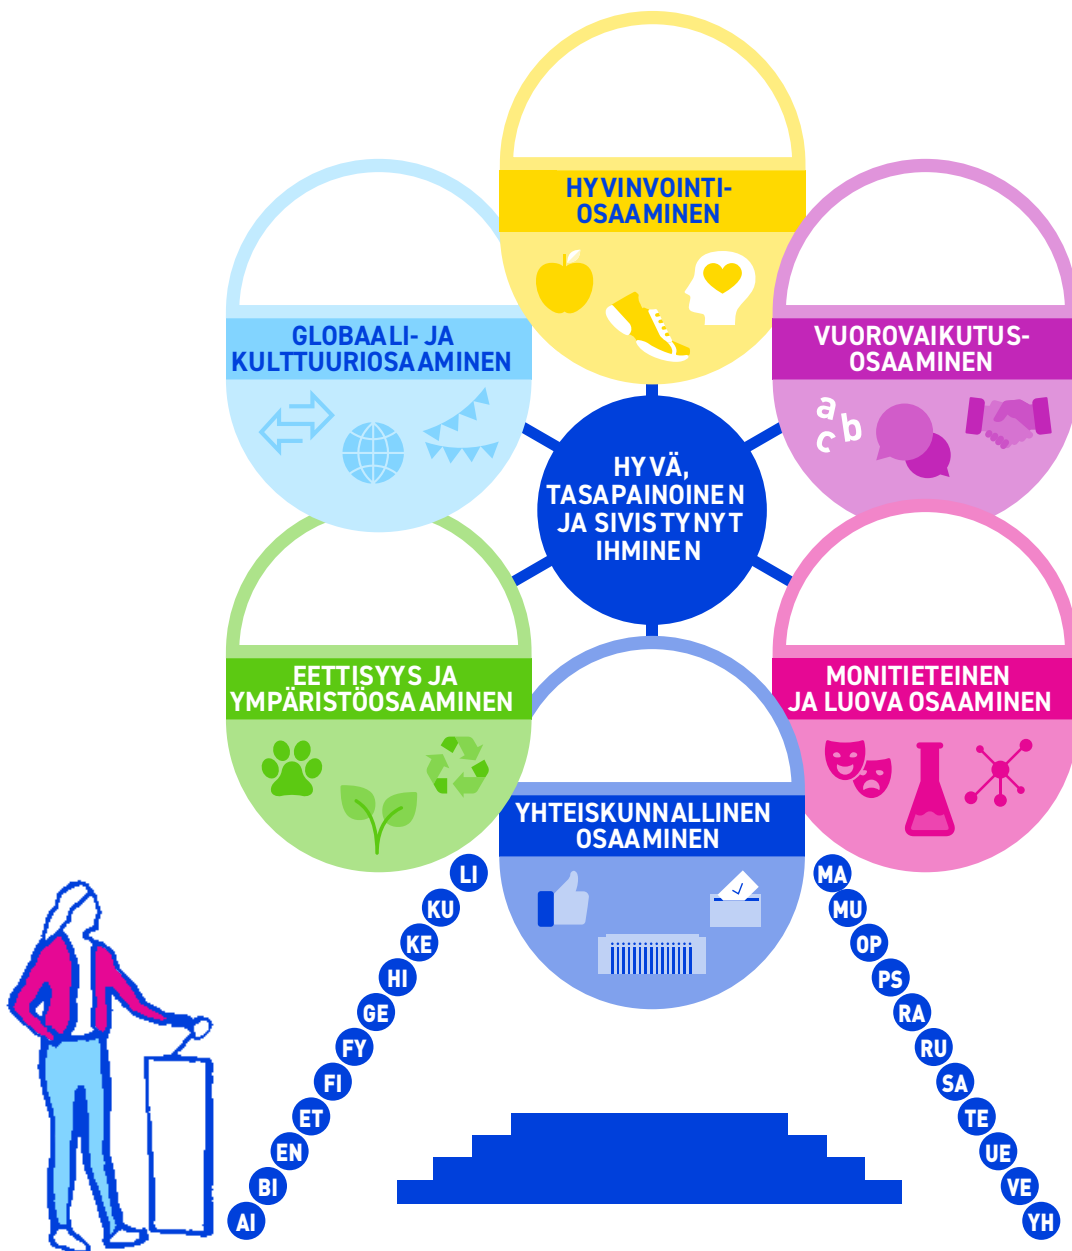 HYVINVOINTI-
OSAAMINEN
GLOBAALI- JA
KULTTUURIOSAAMINEN
VUOROVAIKUTUS-
OSAAMINEN
a
b
c
HYVÄ,
TASAPAINOINEN
JA SIVISTYNYT
IHMINEN
EETTISYYS JA
YMPÄRISTÖOSAAMINEN
MONITIETEINEN
JA LUOVA OSAAMINEN
YHTEISKUNNALLINEN
OSAAMINEN
LI
KU
KE
HI
GE
FY
FI
ET
EN
BI
AI
MA
MU
OP
PS
RA
RU
SA
TE
UE
VE
YH